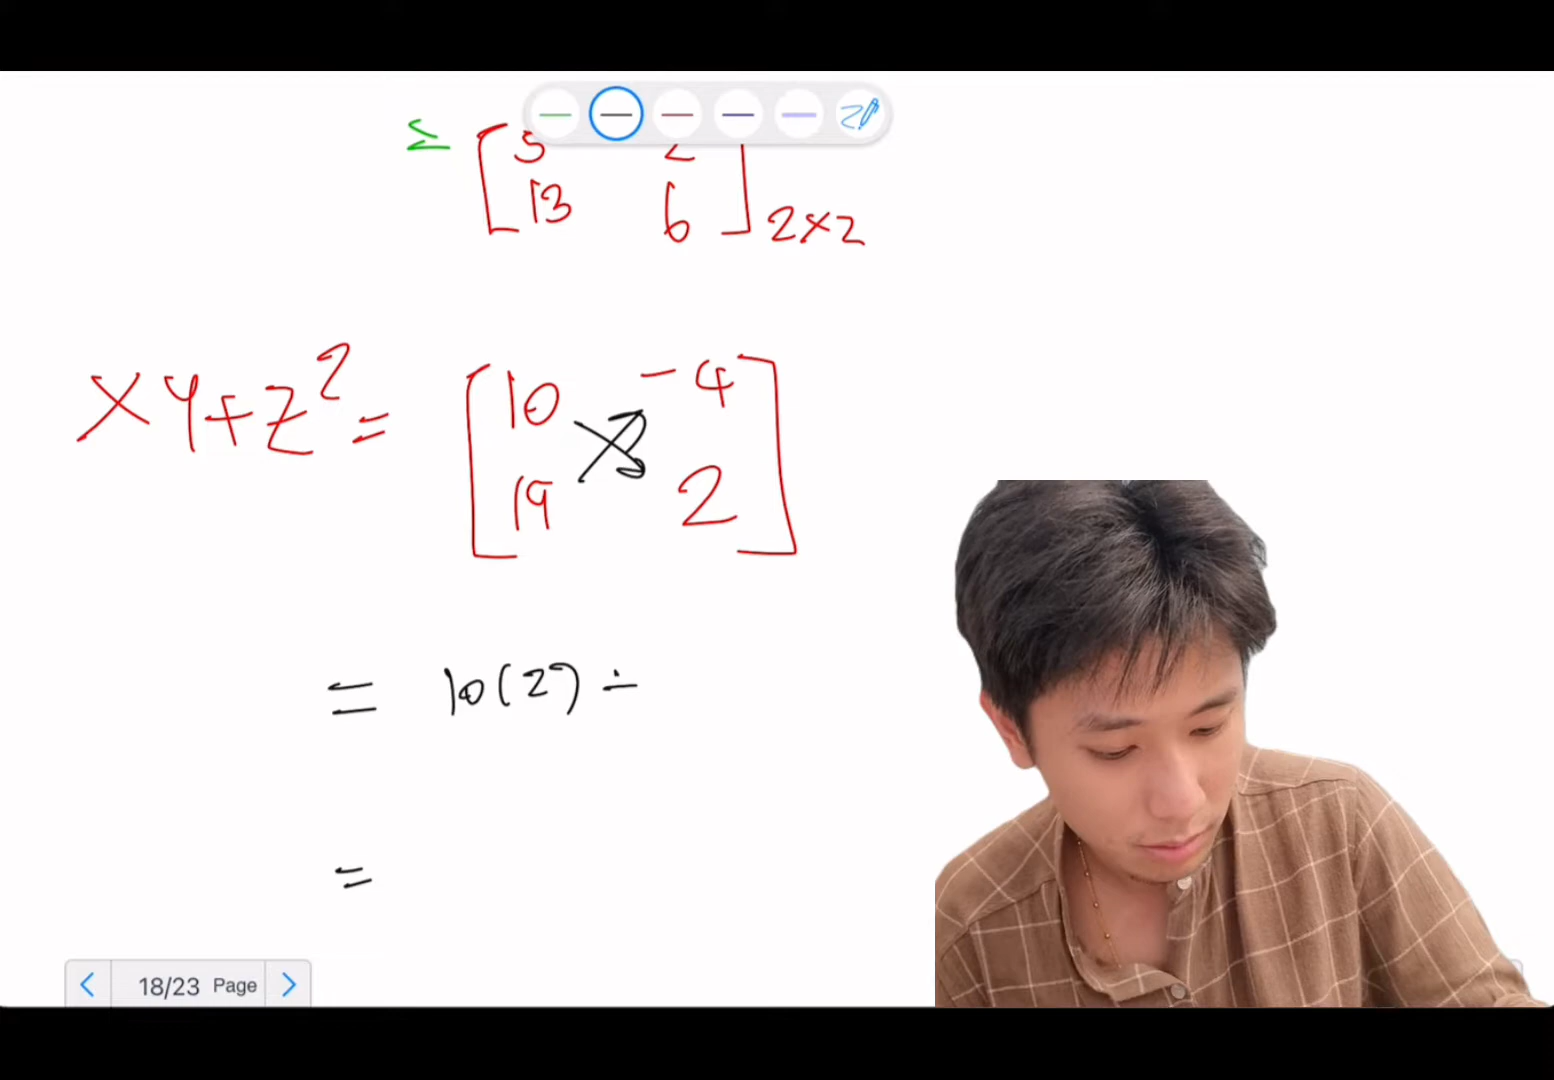 = [ 5 2
13 6 ] 2×2
XY+Z² = [ 10 -4
19 2 ]
= 10(2) -
=
18/23 Page